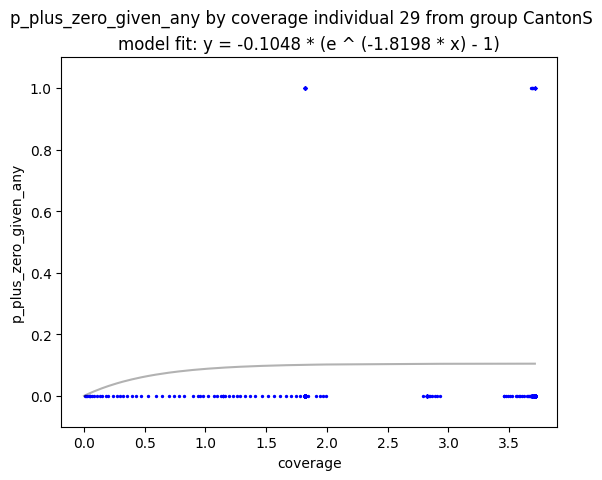 p_plus_zero_given_any by coverage individual 29 from group CantonS
model fit: y = -0.1048 * (e ^ (-1.8198 * x) - 1)
1.0
0.8
0.6
0.4
0.2
0.0
p_plus_zero_given_any
0.0 0.5 1.0 1.5 2.0 2.5 3.0 3.5
coverage